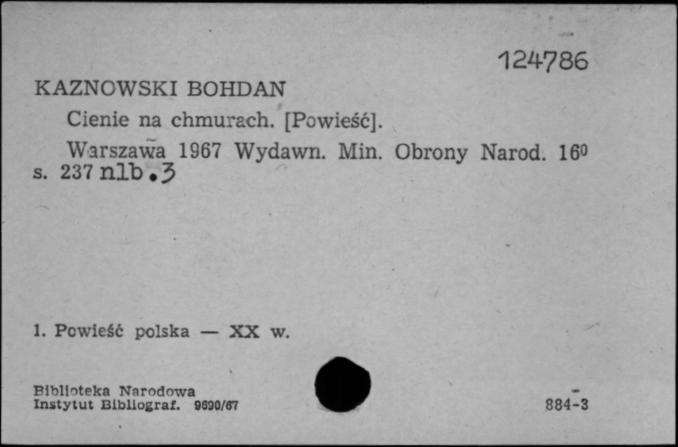 124786
KAZNOWSKI BOHDAN
Cienie na chmurach. [Powieść].
Warszawa 1967 Wydawn. Min. Obrony Narod. 16⁰
s. 237 nlb.3
1. Powieść polska — XX w.
Biblioteka Narodowa
Instytut Bibliograf. 9690/67
884-3